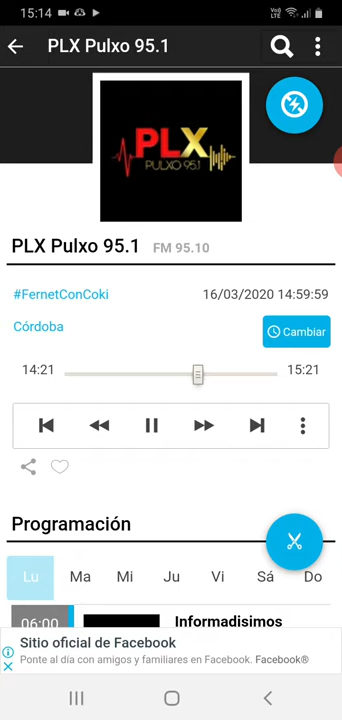 15:14
Vo)) LTE
PLX Pulxo 95.1
PLX
PULXO 95.1
PLX Pulxo 95.1 FM 95.10
#FernetConCoki 16/03/2020 14:59:59
Córdoba Cambiar
14:21 15:21
Programación
Lu Ma Mi Ju Vi Sá Do
06:00 Informadisimos
Sitio oficial de Facebook
Ponte al día con amigos y familiares en Facebook. Facebook®